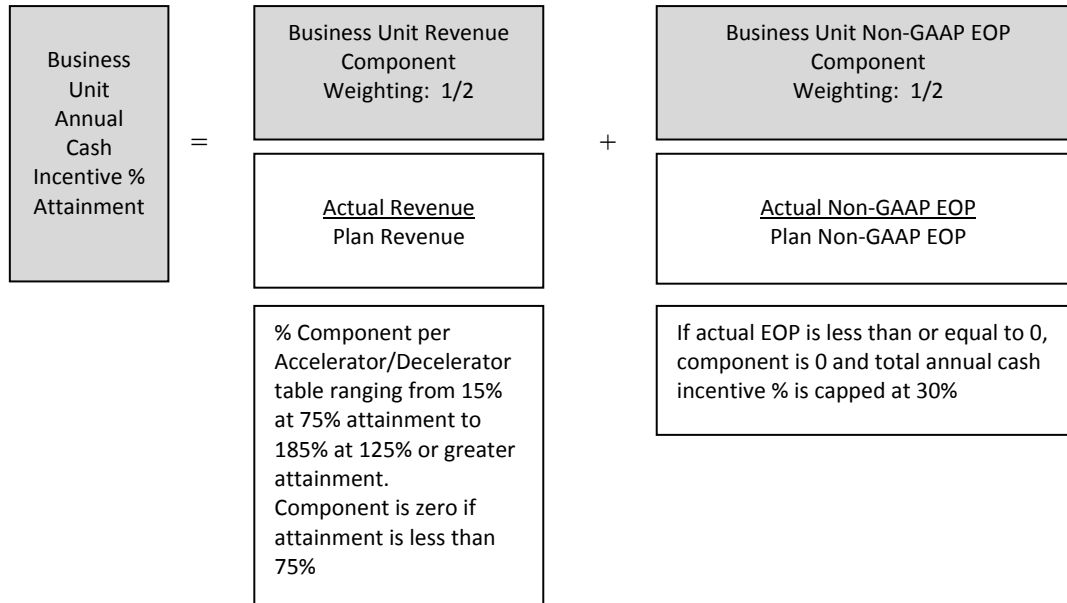 Business
Unit
Annual
Cash
Incentive %
Attainment
=
Business Unit Revenue
Component
Weighting: 1/2
Actual Revenue
Plan Revenue
% Component per
Accelerator/Decelerator
table ranging from 15%
at 75% attainment to
185% at 125% or greater
attainment.
Component is zero if
attainment is less than
75%
+
Business Unit Non-GAAP EOP
Component
Weighting: 1/2
Actual Non-GAAP EOP
Plan Non-GAAP EOP
If actual EOP is less than or equal to 0,
component is 0 and total annual cash
incentive % is capped at 30%